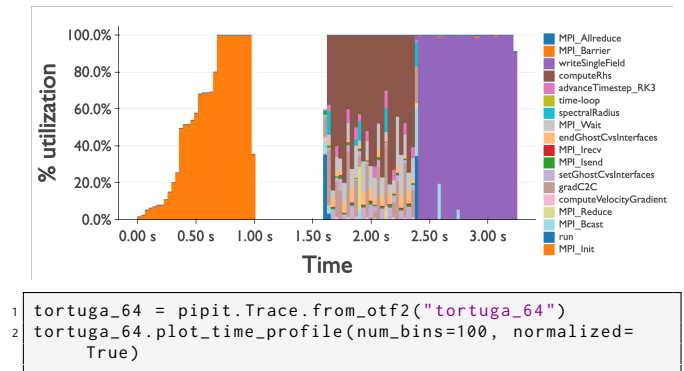 100.0%
80.0%
60.0%
40.0%
20.0%
0.0%
% utilization
0.00 s 0.50 s 1.00 s 1.50 s 2.00 s 2.50 s 3.00 s
Time
MPI_Allreduce
MPI_Barrier
writeSingleField
computeRhs
advanceTimestep_RK3
time-loop
spectralRadius
MPI_Wait
endGhostCvsInterfaces
MPI_Irecv
MPI_Isend
setGhostCvsInterfaces
gradC2C
computeVelocityGradient
MPI_Reduce
MPI_Bcast
run
MPI_Init
1 tortuga_64 = pipit.Trace.from_otf2("tortuga_64")
2 tortuga_64.plot_time_profile(num_bins=100, normalized=
True)